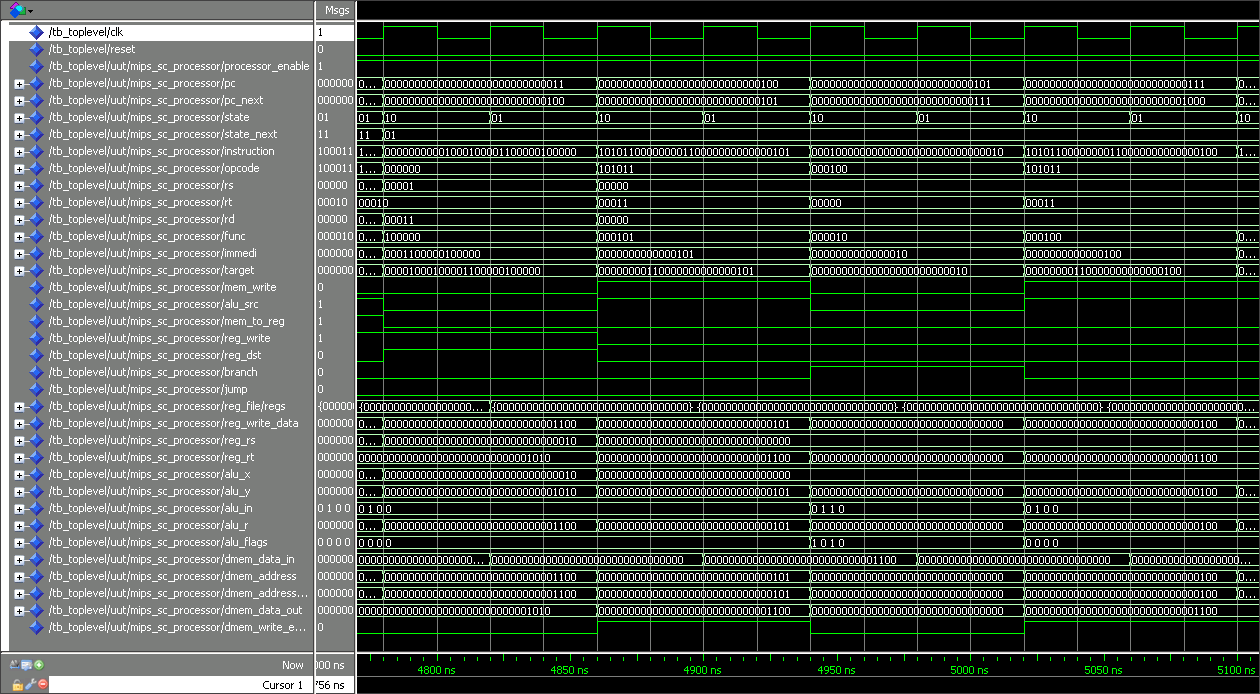 Msgs
/tb_toplevel/clk 1
/tb_toplevel/reset 0
/tb_toplevel/uut/mips_sc_processor/processor_enable 1
/tb_toplevel/uut/mips_sc_processor/pc 000000 0... 00000000000000000000000000000011 00000000000000000000000000000100 00000000000000000000000000000101 00000000000000000000000000000111 0...
/tb_toplevel/uut/mips_sc_processor/pc_next 000000 0... 00000000000000000000000000000100 00000000000000000000000000000101 00000000000000000000000000000111 00000000000000000000000000001000 0...
/tb_toplevel/uut/mips_sc_processor/state 01 01 10 01 10 01 10 01 10 01 10
/tb_toplevel/uut/mips_sc_processor/state_next 11 11 01
/tb_toplevel/uut/mips_sc_processor/instruction 100011 1... 00000000001000100001100000100000 10101100000000110000000000000101 00010000000000000000000000000010 10101100000000110000000000000100 1...
/tb_toplevel/uut/mips_sc_processor/opcode 100011 1... 000000 101011 000100 101011 1...
/tb_toplevel/uut/mips_sc_processor/rs 00000 0... 00001 00000
/tb_toplevel/uut/mips_sc_processor/rt 00010 00010 00011 00000 00011
/tb_toplevel/uut/mips_sc_processor/rd 00000 0... 00011 00000
/tb_toplevel/uut/mips_sc_processor/func 000010 0... 100000 000101 000010 000100 0...
/tb_toplevel/uut/mips_sc_processor/immedi 000000 0... 0001100000100000 0000000000000101 0000000000000010 0000000000000100 0...
/tb_toplevel/uut/mips_sc_processor/target 000000 0... 00001000100001100000100000 00000000110000000000000101 00000000000000000000000010 00000000110000000000000100 0...
/tb_toplevel/uut/mips_sc_processor/mem_write 0
/tb_toplevel/uut/mips_sc_processor/alu_src 1
/tb_toplevel/uut/mips_sc_processor/mem_to_reg 1
/tb_toplevel/uut/mips_sc_processor/reg_write 1
/tb_toplevel/uut/mips_sc_processor/reg_dst 0
/tb_toplevel/uut/mips_sc_processor/branch 0
/tb_toplevel/uut/mips_sc_processor/jump 0
/tb_toplevel/uut/mips_sc_processor/reg_file/regs {000000 {0000000000000000000... {00000000000000000000000000000000} {00000000000000000000000000000000} {00000000000000000000000000000000} {0000000000000000000000...
/tb_toplevel/uut/mips_sc_processor/reg_write_data 000000 0... 00000000000000000000000000001100 00000000000000000000000000000101 00000000000000000000000000000000 00000000000000000000000000000100 0...
/tb_toplevel/uut/mips_sc_processor/reg_rs 000000 0... 00000000000000000000000000000010 00000000000000000000000000000000
/tb_toplevel/uut/mips_sc_processor/reg_rt 000000 00000000000000000000000000001010 00000000000000000000000000001100 00000000000000000000000000000000 00000000000000000000000000001100
/tb_toplevel/uut/mips_sc_processor/alu_x 000000 0... 00000000000000000000000000000010 00000000000000000000000000000000
/tb_toplevel/uut/mips_sc_processor/alu_y 000000 0... 00000000000000000000000000001010 00000000000000000000000000000101 00000000000000000000000000000000 00000000000000000000000000000100 0...
/tb_toplevel/uut/mips_sc_processor/alu_in 0 1 0 0 0 1 0 0 0 1 1 0 0 1 0 0
/tb_toplevel/uut/mips_sc_processor/alu_r 000000 0... 00000000000000000000000000001100 00000000000000000000000000000101 00000000000000000000000000000000 00000000000000000000000000000100 0...
/tb_toplevel/uut/mips_sc_processor/alu_flags 0 0 0 0 0 0 0 0 1 0 1 0 0 0 0 0
/tb_toplevel/uut/mips_sc_processor/dmem_data_in 000000 0000000000000000000... 00000000000000000000000000000000 00000000000000000000000000001100 00000000000000000000000000000000 0000000000000000000000...
/tb_toplevel/uut/mips_sc_processor/dmem_address 000000 0... 00000000000000000000000000001100 00000000000000000000000000000101 00000000000000000000000000000000 00000000000000000000000000000100 0...
/tb_toplevel/uut/mips_sc_processor/dmem_address... 000000 0... 00000000000000000000000000001100 00000000000000000000000000000101 00000000000000000000000000000000 00000000000000000000000000000100 0...
/tb_toplevel/uut/mips_sc_processor/dmem_data_out 000000 00000000000000000000000000001010 00000000000000000000000000001100 00000000000000000000000000000000 00000000000000000000000000001100
/tb_toplevel/uut/mips_sc_processor/dmem_write_e... 0
Now 000 ns 4800 ns 4850 ns 4900 ns 4950 ns 5000 ns 5050 ns 5100 ns
Cursor 1 756 ns